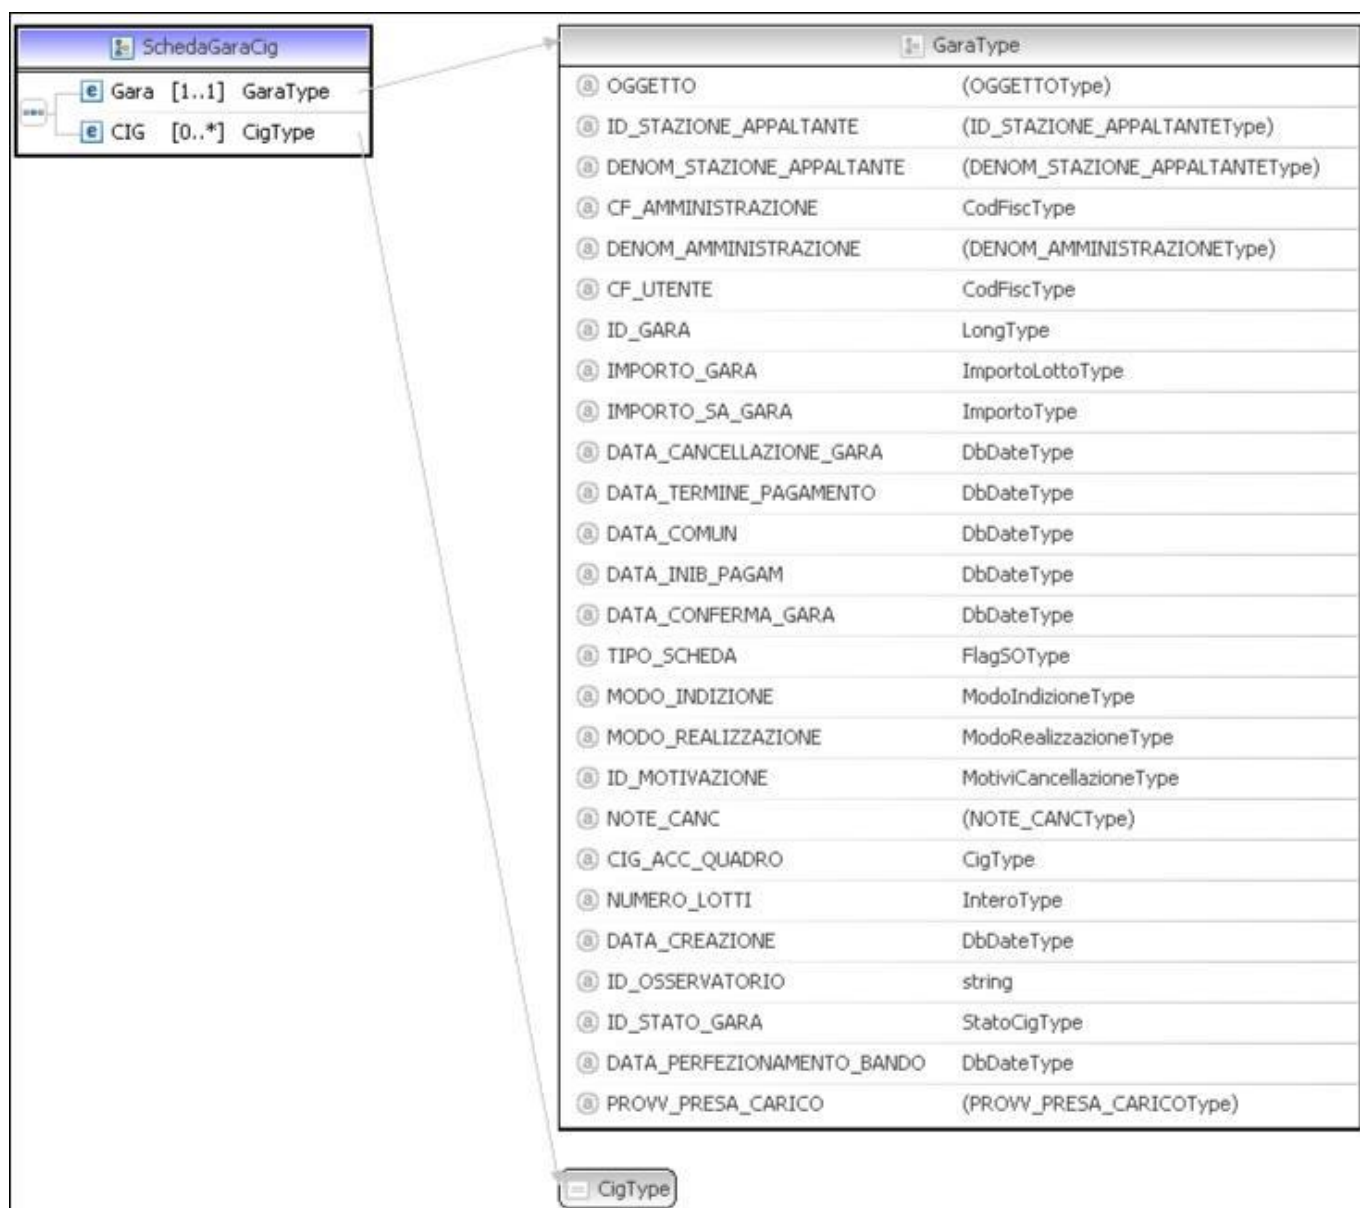 SchedaGaraCig
e Gara [1..1] GaraType
e CIG [0..*] CigType
GaraType
a OGGETTO (OGGETTOType)
a ID_STAZIONE_APPALTANTE (ID_STAZIONE_APPALTANTEType)
a DENOM_STAZIONE_APPALTANTE (DENOM_STAZIONE_APPALTANTEType)
a CF_AMMINISTRAZIONE CodFiscType
a DENOM_AMMINISTRAZIONE (DENOM_AMMINISTRAZIONEType)
a CF_UTENTE CodFiscType
a ID_GARA LongType
a IMPORTO_GARA ImportoLottoType
a IMPORTO_SA_GARA ImportoType
a DATA_CANCELLAZIONE_GARA DbDateType
a DATA_TERMINE_PAGAMENTO DbDateType
a DATA_COMUN DbDateType
a DATA_INIB_PAGAM DbDateType
a DATA_CONFERMA_GARA DbDateType
a TIPO_SCHEDA FlagSOType
a MODO_INDIZIONE ModoIndizioneType
a MODO_REALIZZAZIONE ModoRealizzazioneType
a ID_MOTIVAZIONE MotiviCancellazioneType
a NOTE_CANC (NOTE_CANCType)
a CIG_ACC_QUADRO CigType
a NUMERO_LOTTI InteroType
a DATA_CREAZIONE DbDateType
a ID_OSSERVATORIO string
a ID_STATO_GARA StatoCigType
a DATA_PERFEZIONAMENTO_BANDO DbDateType
a PROVV_PRESA_CARICO (PROVV_PRESA_CARICOType)
CigType